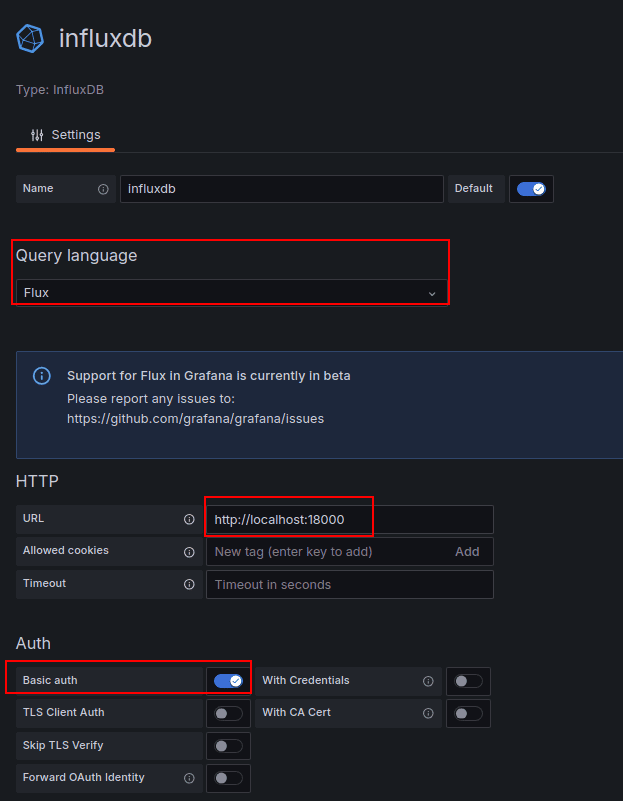 influxdb
Type: InfluxDB
Settings
Name influxdb Default
Query language
Flux
Support for Flux in Grafana is currently in beta
Please report any issues to:
https://github.com/grafana/grafana/issues
HTTP
URL http://localhost:18000
Allowed cookies New tag (enter key to add) Add
Timeout Timeout in seconds
Auth
Basic auth With Credentials
TLS Client Auth With CA Cert
Skip TLS Verify
Forward OAuth Identity